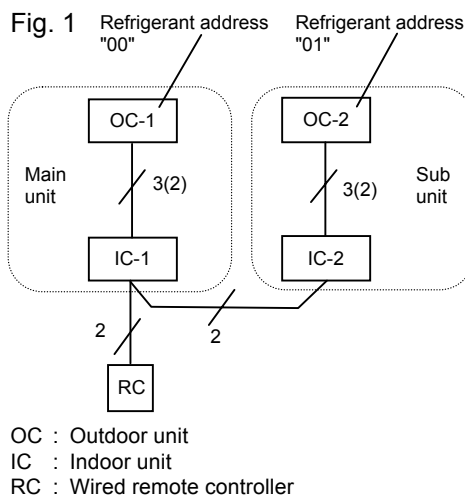 Fig. 1
Refrigerant address
"00"
Refrigerant address
"01"
OC-1
OC-2
Main
unit
3(2)
3(2)
Sub
unit
IC-1
IC-2
2
2
RC
OC : Outdoor unit
IC : Indoor unit
RC : Wired remote controller